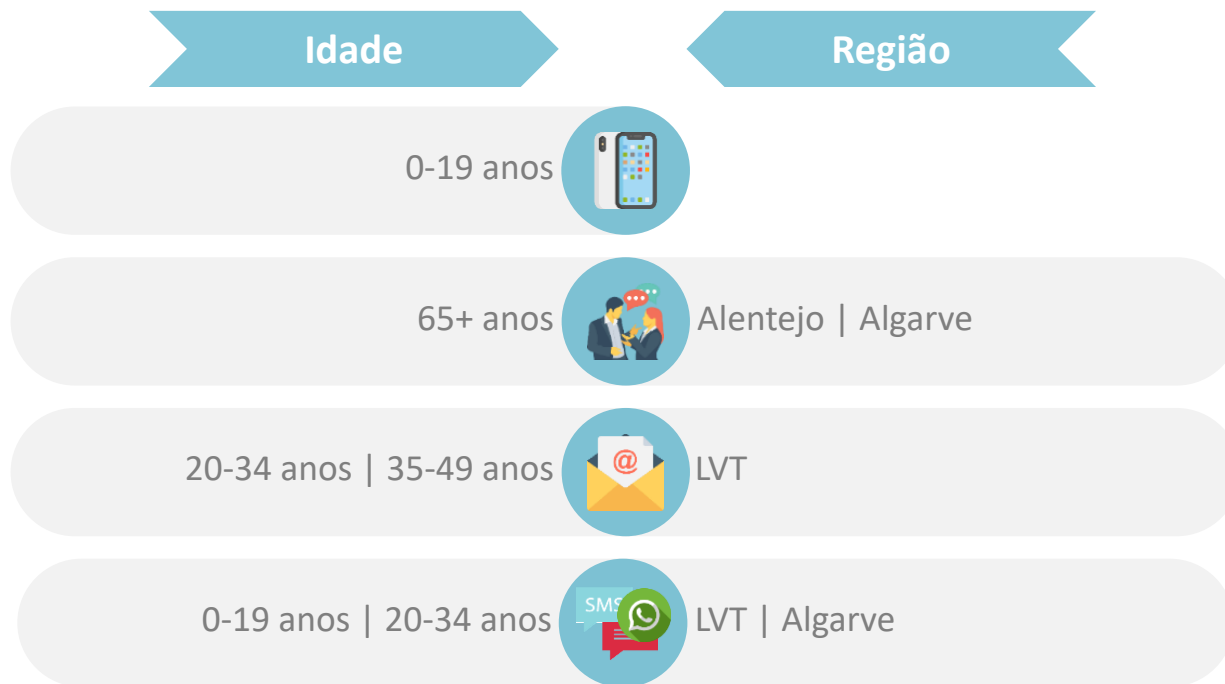 Idade
Região
0-19 anos
65+ anos
Alentejo | Algarve
20-34 anos | 35-49 anos
@
LVT
0-19 anos | 20-34 anos
SMS
LVT | Algarve